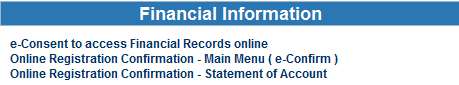 Financial Information
e-Consent to access Financial Records online
Online Registration Confirmation - Main Menu ( e-Confirm )
Online Registration Confirmation - Statement of Account